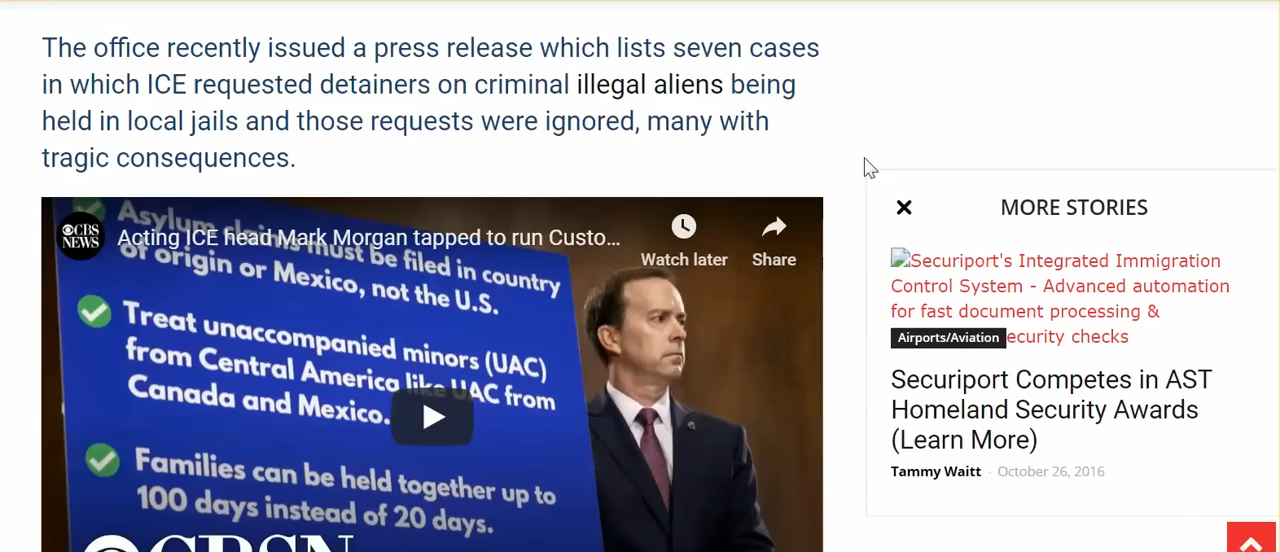 The office recently issued a press release which lists seven cases
in which ICE requested detainers on criminal illegal aliens being
held in local jails and those requests were ignored, many with
tragic consequences.
CBS
NEWS
Acting ICE head Mark Morgan tapped to run Custo...
Watch later
Share
Asylum claims must be filed in country
of origin or Mexico, not the U.S.
Treat unaccompanied minors (UAC)
from Central America like UAC from
Canada and Mexico.
Families can be held together up to
100 days instead of 20 days.
CBSN
MORE STORIES
Securiport's Integrated Immigration
Control System - Advanced automation
for fast document processing &
Airports/Aviation ecurity checks
Securiport Competes in AST
Homeland Security Awards
(Learn More)
Tammy Waitt - October 26, 2016